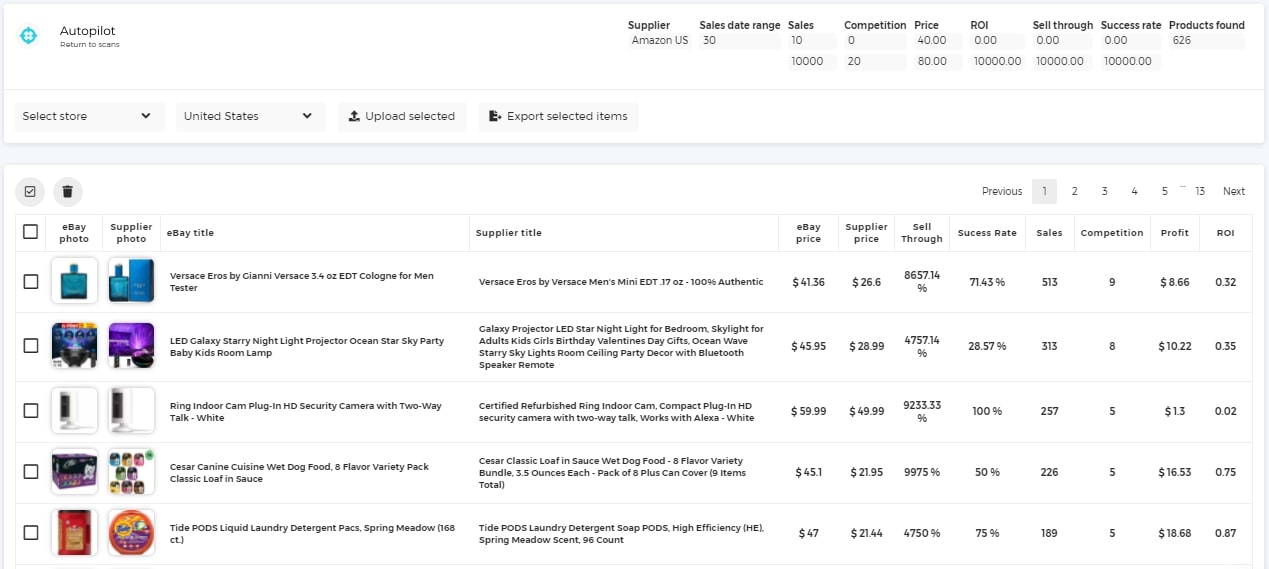 Autopilot
Return to scans
Supplier Sales date range Sales Competition Price ROI Sell through Success rate Products found
Amazon US 30 10 0 40.00 0.00 0.00 0.00 626
10000 20 80.00 10000.00 10000.00 10000.00
Select store United States Upload selected Export selected items
Previous 1 2 3 4 5 ... 13 Next
eBay photo Supplier photo eBay title Supplier title eBay price Supplier price Sell Through Sucess Rate Sales Competition Profit ROI
Versace Eros by Gianni Versace 3.4 oz EDT Cologne for Men
Tester
Versace Eros by Versace Men's Mini EDT .17 oz - 100% Authentic
$ 41.36 $ 26.6 8657.14 % 71.43 % 513 9 $ 8.66 0.32
LED Galaxy Starry Night Light Projector Ocean Star Sky Party
Baby Kids Room Lamp
Galaxy Projector LED Star Night Light for Bedroom, Skylight for
Adults Kids Girls Birthday Valentines Day Gifts, Ocean Wave
Starry Sky Lights Room Ceiling Party Decor with Bluetooth
Speaker Remote
$ 45.95 $ 28.99 4757.14 % 28.57 % 313 8 $ 10.22 0.35
Ring Indoor Cam Plug-In HD Security Camera with Two-Way
Talk - White
Certified Refurbished Ring Indoor Cam, Compact Plug-In HD
security camera with two-way talk, Works with Alexa - White
$ 59.99 $ 49.99 9233.33 % 100 % 257 5 $ 1.3 0.02
Cesar Canine Cuisine Wet Dog Food, 8 Flavor Variety Pack
Classic Loaf in Sauce
Cesar Classic Loaf in Sauce Wet Dog Food - 8 Flavor Variety
Bundle, 3.5 Ounces Each - Pack of 8 Plus Can Cover (9 Items
Total)
$ 45.1 $ 21.95 9975 % 50 % 226 5 $ 16.53 0.75
Tide PODS Liquid Laundry Detergent Pacs, Spring Meadow (168
ct.)
Tide PODS Laundry Detergent Soap PODS, High Efficiency (HE),
Spring Meadow Scent, 96 Count
$ 47 $ 21.44 4750 % 75 % 189 5 $ 18.68 0.87